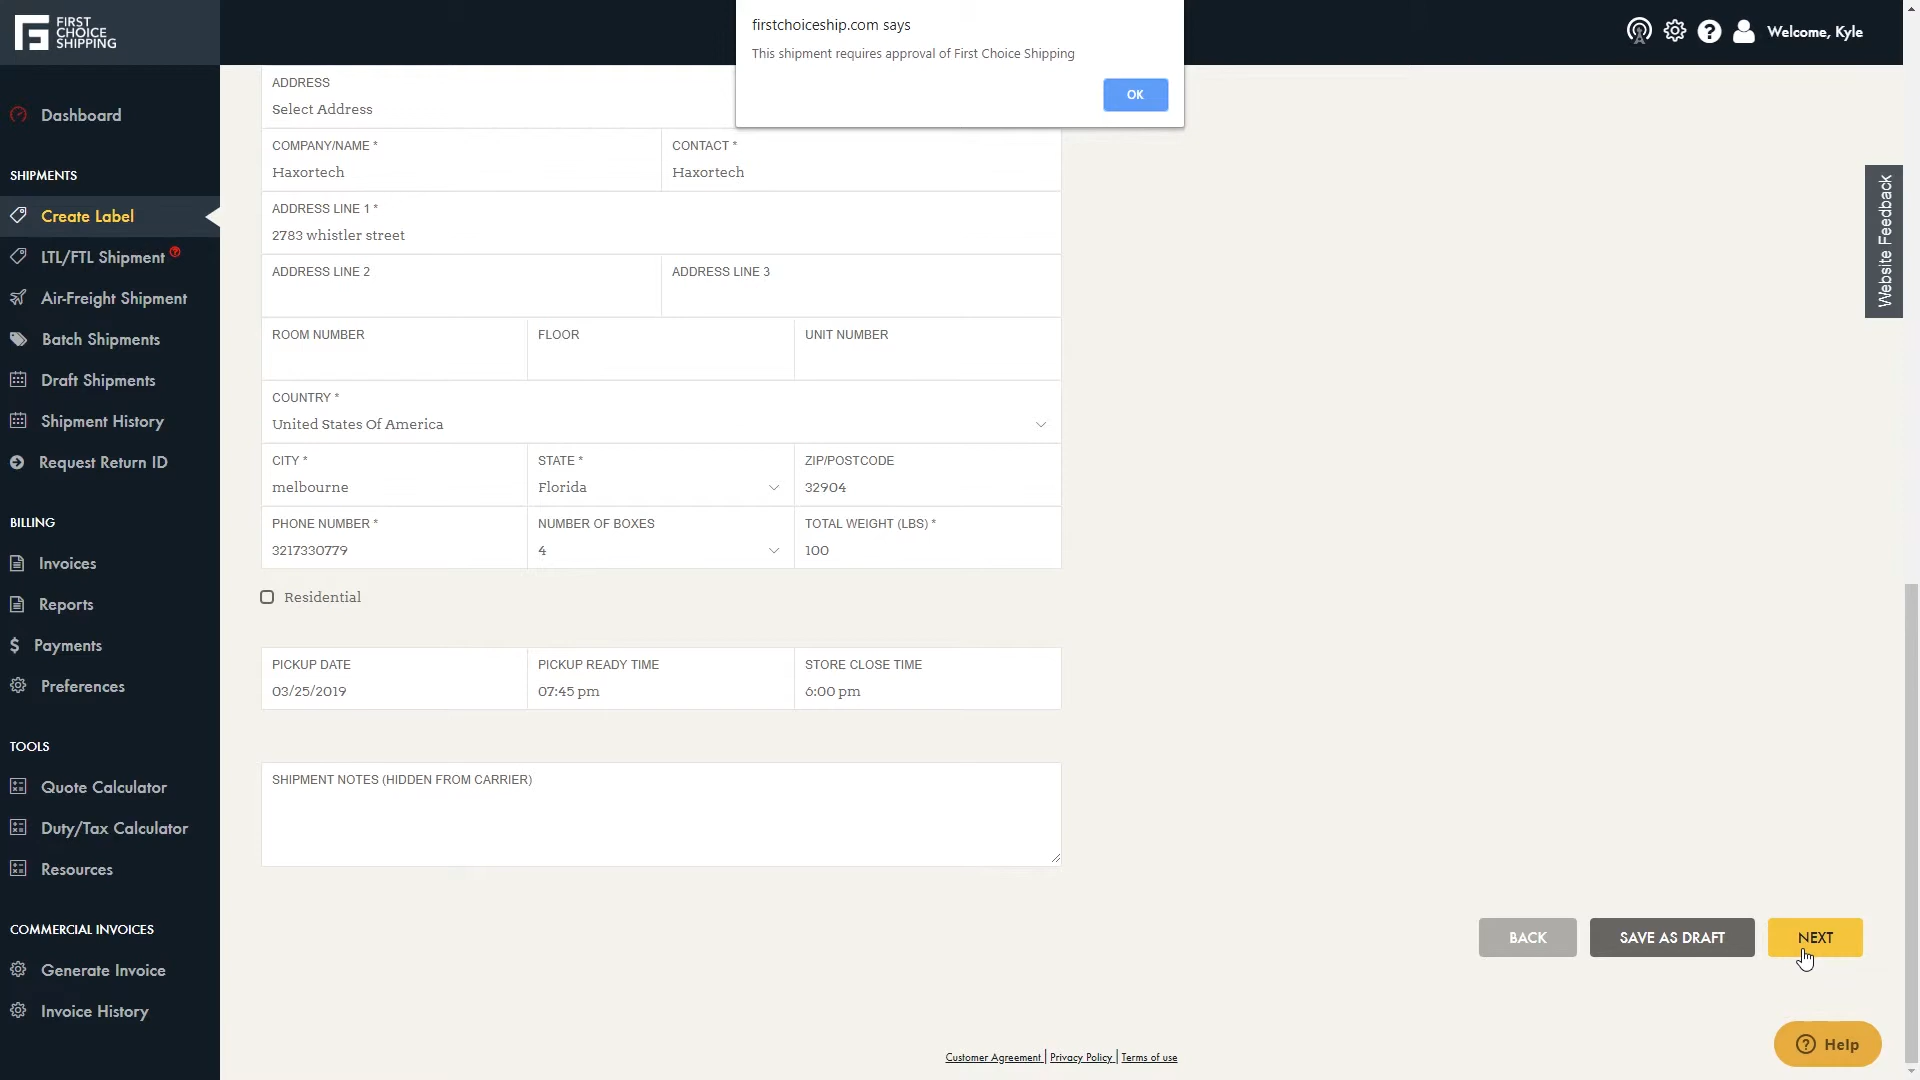 FIRST
CHOICE
SHIPPING
firstchoiceship.com says
This shipment requires approval of First Choice Shipping
OK
Welcome, Kyle
Dashboard
SHIPMENTS
Create Label
LTL/FTL Shipment
Air-Freight Shipment
Batch Shipments
Draft Shipments
Shipment History
Request Return ID
BILLING
Invoices
Reports
Payments
Preferences
TOOLS
Quote Calculator
Duty/Tax Calculator
Resources
COMMERCIAL INVOICES
Generate Invoice
Invoice History
ADDRESS
Select Address
COMPANY/NAME * CONTACT *
Haxortech Haxortech
ADDRESS LINE 1 *
2783 whistler street
ADDRESS LINE 2 ADDRESS LINE 3
ROOM NUMBER FLOOR UNIT NUMBER
COUNTRY *
United States Of America
CITY * STATE * ZIP/POSTCODE
melbourne Florida 32904
PHONE NUMBER * NUMBER OF BOXES TOTAL WEIGHT (LBS) *
3217330779 4 100
Residential
PICKUP DATE PICKUP READY TIME STORE CLOSE TIME
03/25/2019 07:45 pm 6:00 pm
SHIPMENT NOTES (HIDDEN FROM CARRIER)
BACK SAVE AS DRAFT NEXT
Website Feedback
Help
Customer Agreement | Privacy Policy | Terms of use